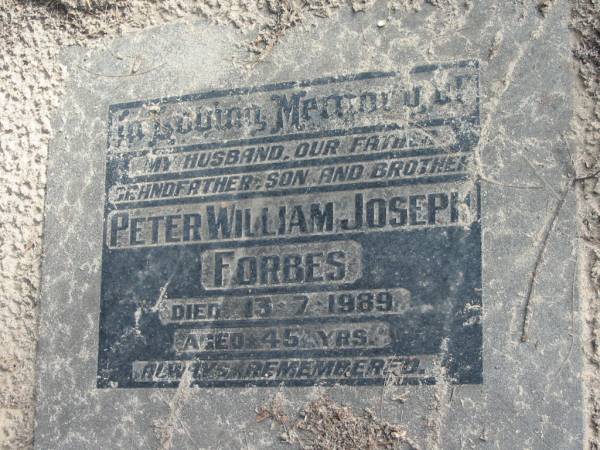 In Loving Memory of
MY HUSBAND, OUR FATHER
GRANDFATHER, SON AND BROTHER
PETER WILLIAM JOSEPH
FORBES
DIED 13-7-1989
AGED 45 YRS.
ALWAYS REMEMBERED.